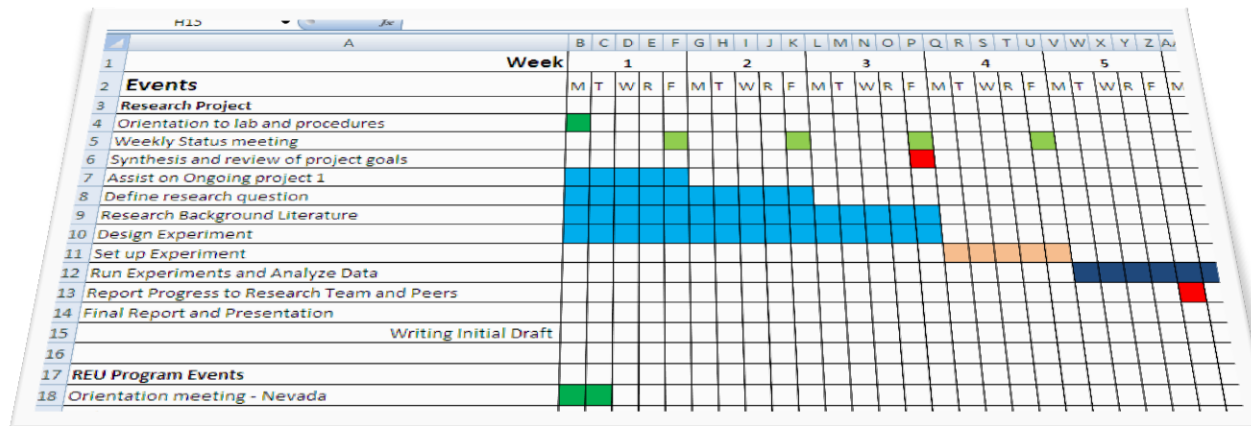 H15 fx
A B C D E F G H I J K L M N O P Q R S T U V W X Y Z
1 Week 1 2 3 4 5
2 Events M T W R F M T W R F M T W R F M T W R F M T W R F M
3 Research Project
4 Orientation to lab and procedures
5 Weekly Status meeting
6 Synthesis and review of project goals
7 Assist on Ongoing project 1
8 Define research question
9 Research Background Literature
10 Design Experiment
11 Set up Experiment
12 Run Experiments and Analyze Data
13 Report Progress to Research Team and Peers
14 Final Report and Presentation
15 Writing Initial Draft
16
17 REU Program Events
18 Orientation meeting - Nevada